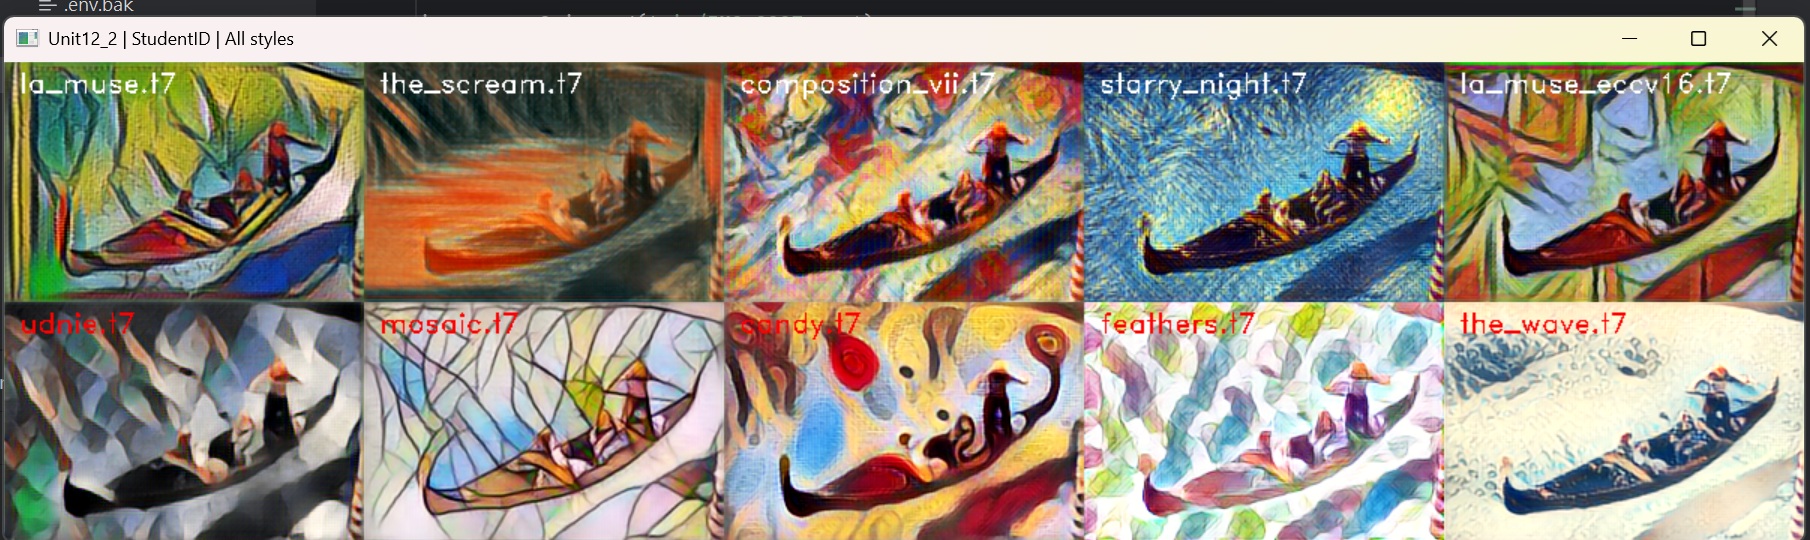 .env.bak
Unit12_2 | StudentID | All styles
la_muse.t7
the_scream.t7
composition_vii.t7
starry_night.t7
la_muse_eccv16.t7
udnie.t7
mosaic.t7
candy.t7
feathers.t7
the_wave.t7